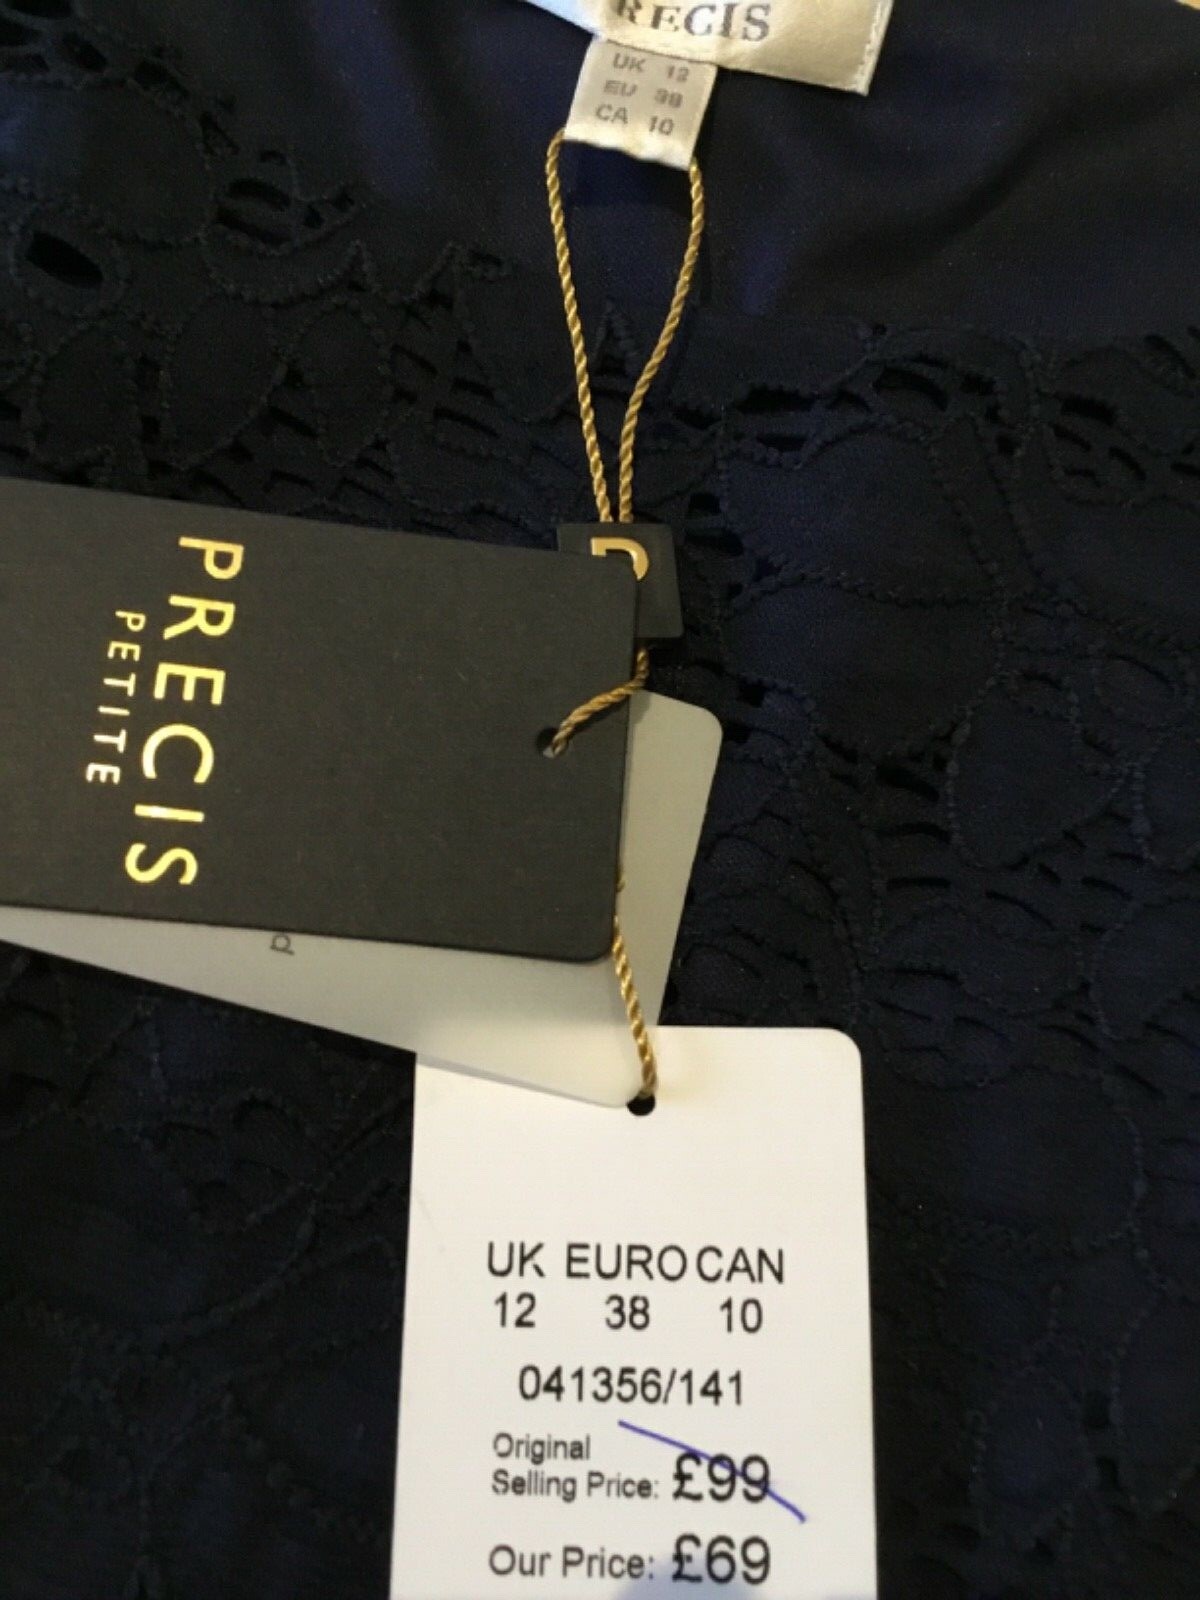 RECIS
UK 12
EU 38
CA 10
P
PRECIS
PETITE
d
UK EURO CAN
12 38 10
041356/141
Original
Selling Price: £99
Our Price: £69